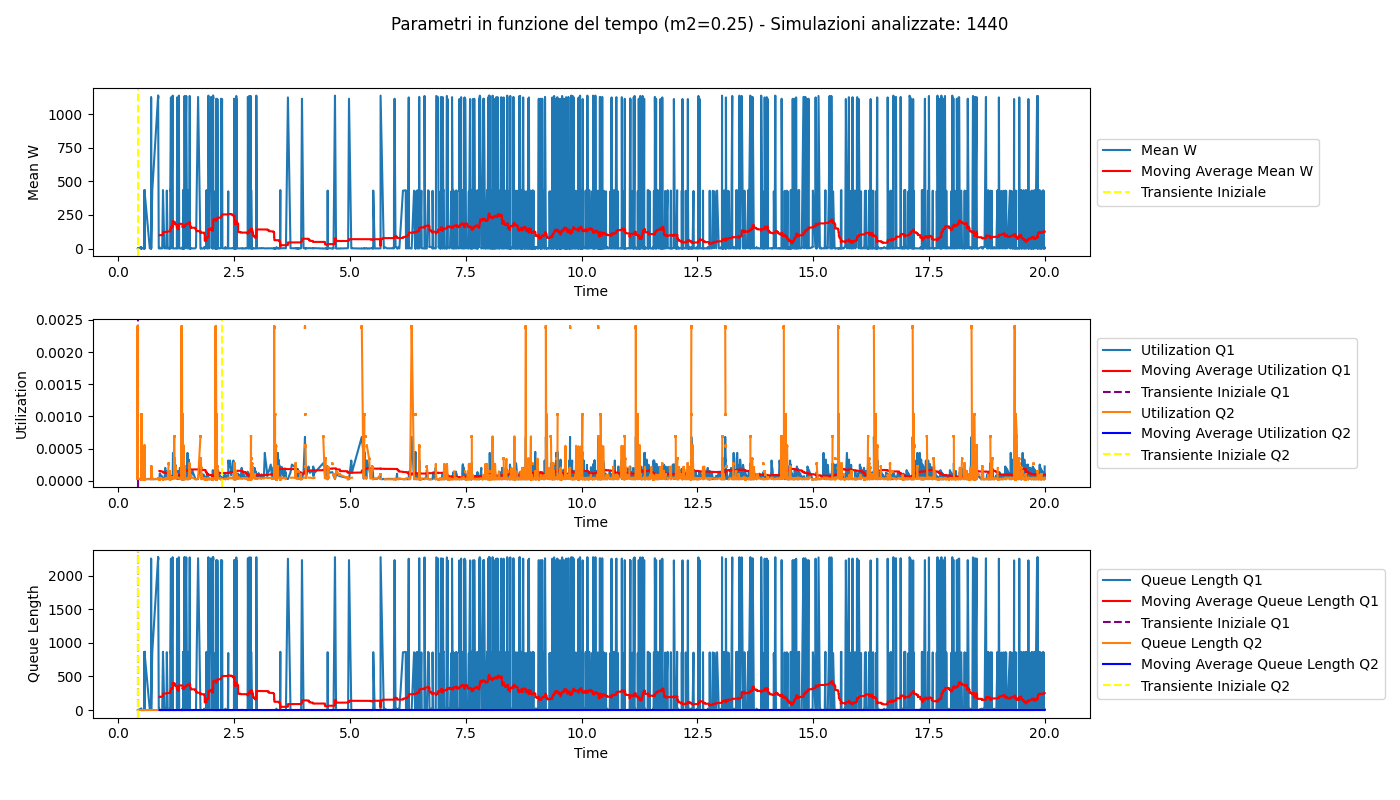 Parametri in funzione del tempo (m2=0.25) - Simulazioni analizzate: 1440
Mean W
1000
750
500
250
0
0.0 2.5 5.0 7.5 10.0 12.5 15.0 17.5 20.0
Time
Mean W
Moving Average Mean W
Transiente Iniziale
Utilization
0.0025
0.0020
0.0015
0.0010
0.0005
0.0000
0.0 2.5 5.0 7.5 10.0 12.5 15.0 17.5 20.0
Time
Utilization Q1
Moving Average Utilization Q1
Transiente Iniziale Q1
Utilization Q2
Moving Average Utilization Q2
Transiente Iniziale Q2
Queue Length
2000
1500
1000
500
0
0.0 2.5 5.0 7.5 10.0 12.5 15.0 17.5 20.0
Time
Queue Length Q1
Moving Average Queue Length Q1
Transiente Iniziale Q1
Queue Length Q2
Moving Average Queue Length Q2
Transiente Iniziale Q2